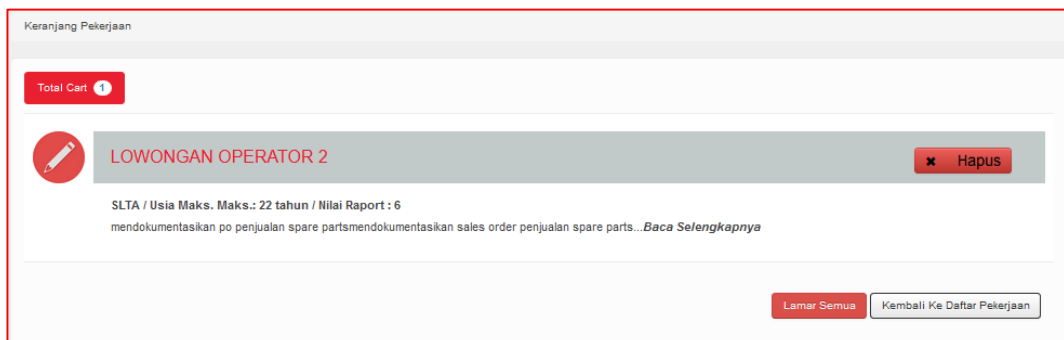 Keranjang Pekerjaan
Total Cart 1
LOWONGAN OPERATOR 2
Hapus
SLTA / Usia Maks. Maks.: 22 tahun / Nilai Raport : 6
mendokumentasikan po penjualan spare partsmendokumentasikan sales order penjualan spare parts...Baca Selengkapnya
Lamar Semua Kembali Ke Daftar Pekerjaan